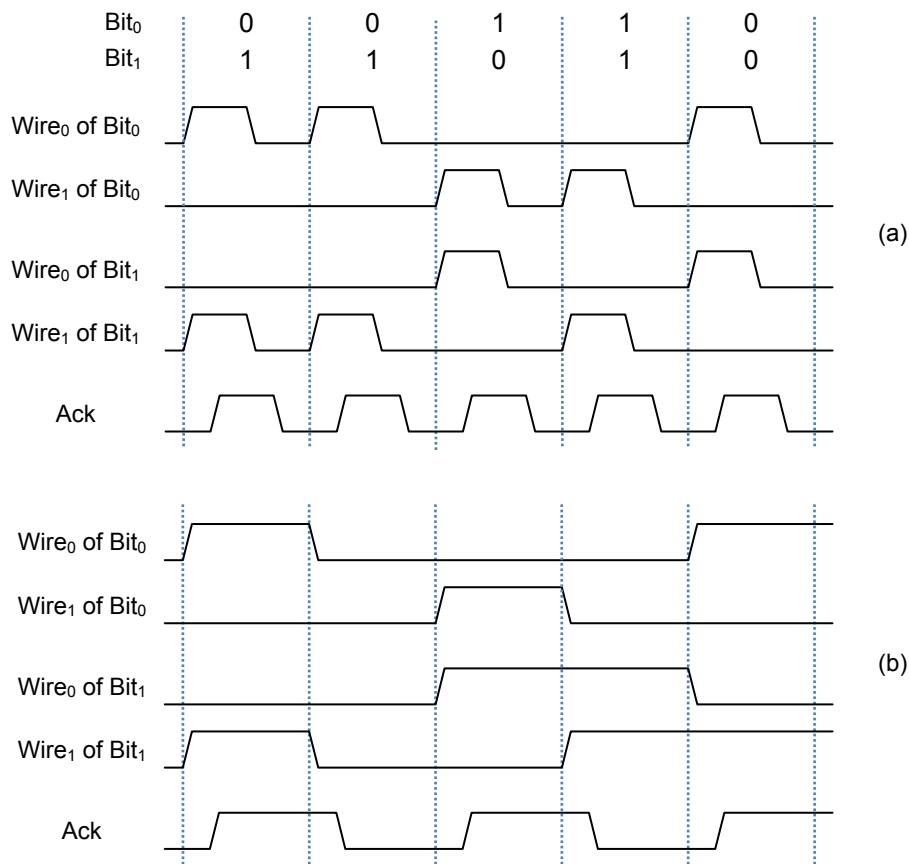 Bit₀ 0 0 1 1 0
Bit₁ 1 1 0 1 0
Wire₀ of Bit₀
Wire₁ of Bit₀
(a)
Wire₀ of Bit₁
Wire₁ of Bit₁
Ack
Wire₀ of Bit₀
Wire₁ of Bit₀
(b)
Wire₀ of Bit₁
Wire₁ of Bit₁
Ack